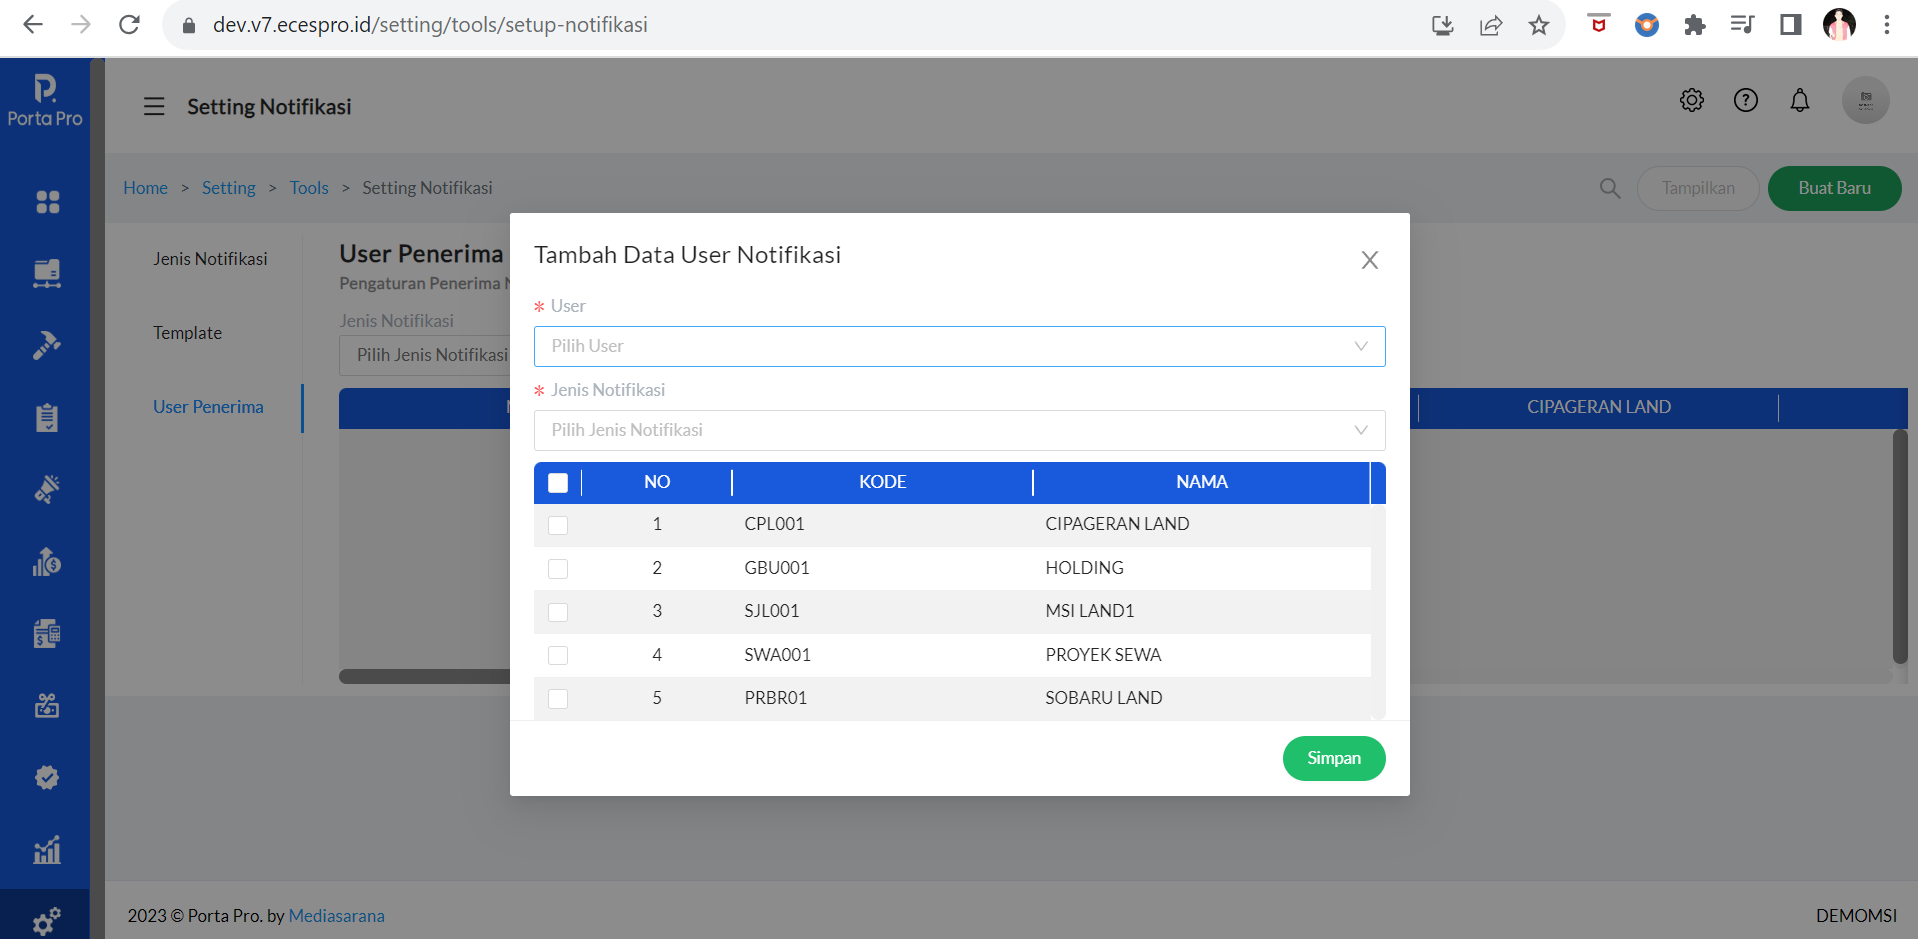 dev.v7.ecespro.id/setting/tools/setup-notifikasi
Porta Pro
Setting Notifikasi
Home > Setting > Tools > Setting Notifikasi
Tampilkan
Buat Baru
Jenis Notifikasi
Template
User Penerima
User Penerima
Pengaturan Penerima
Jenis Notifikasi
Pilih Jenis Notifikasi
CIPAGERAN LAND
Tambah Data User Notifikasi
* User
Pilih User
* Jenis Notifikasi
Pilih Jenis Notifikasi
NO KODE NAMA
1 CPL001 CIPAGERAN LAND
2 GBU001 HOLDING
3 SJL001 MSI LAND1
4 SWA001 PROYEK SEWA
5 PRBR01 SOBARU LAND
Simpan
2023 © Porta Pro. by Mediasarana
DEMOMSI